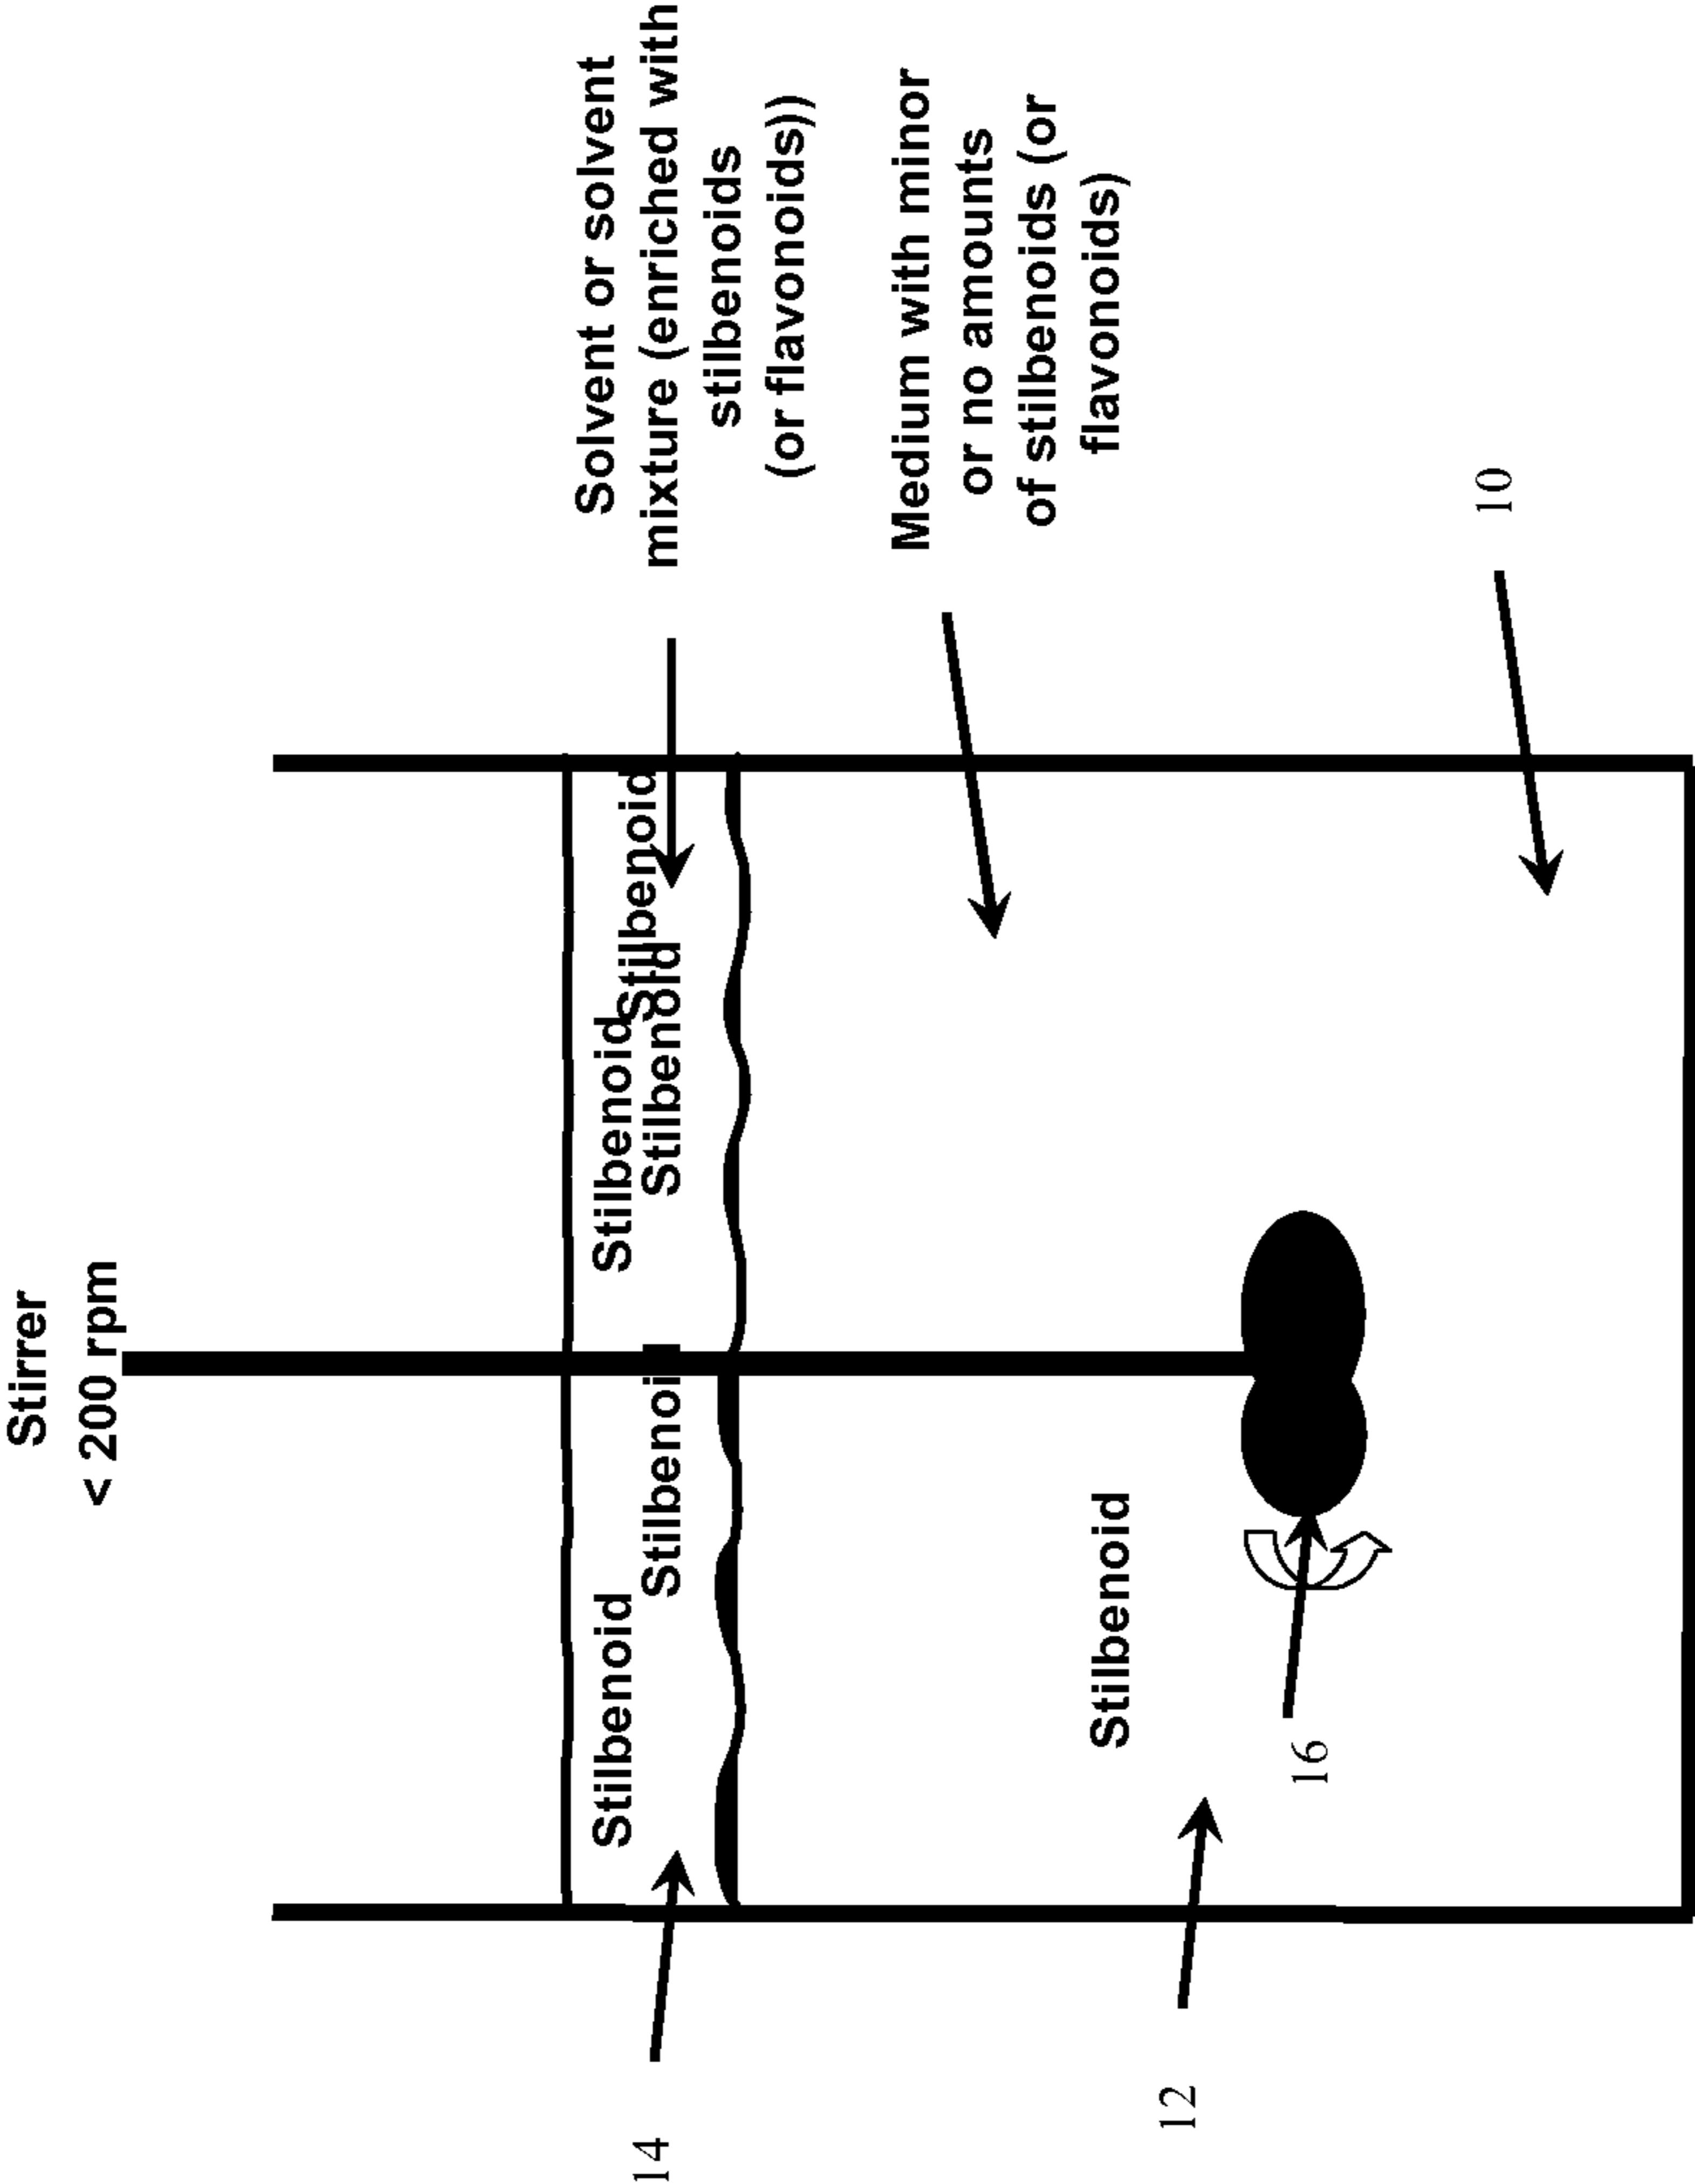 Stirrer
< 200 rpm
Solvent or solvent
mixture (enriched with
stilbenoids
(or flavonoids))
Medium with minor
or no amounts
of stilbenoids (or
flavonoids)
10
Stilbenoid
Stilbenoid
Stilbenoid
Stilbenoid
Stilbenoid
Stilbenoid
14
12
16